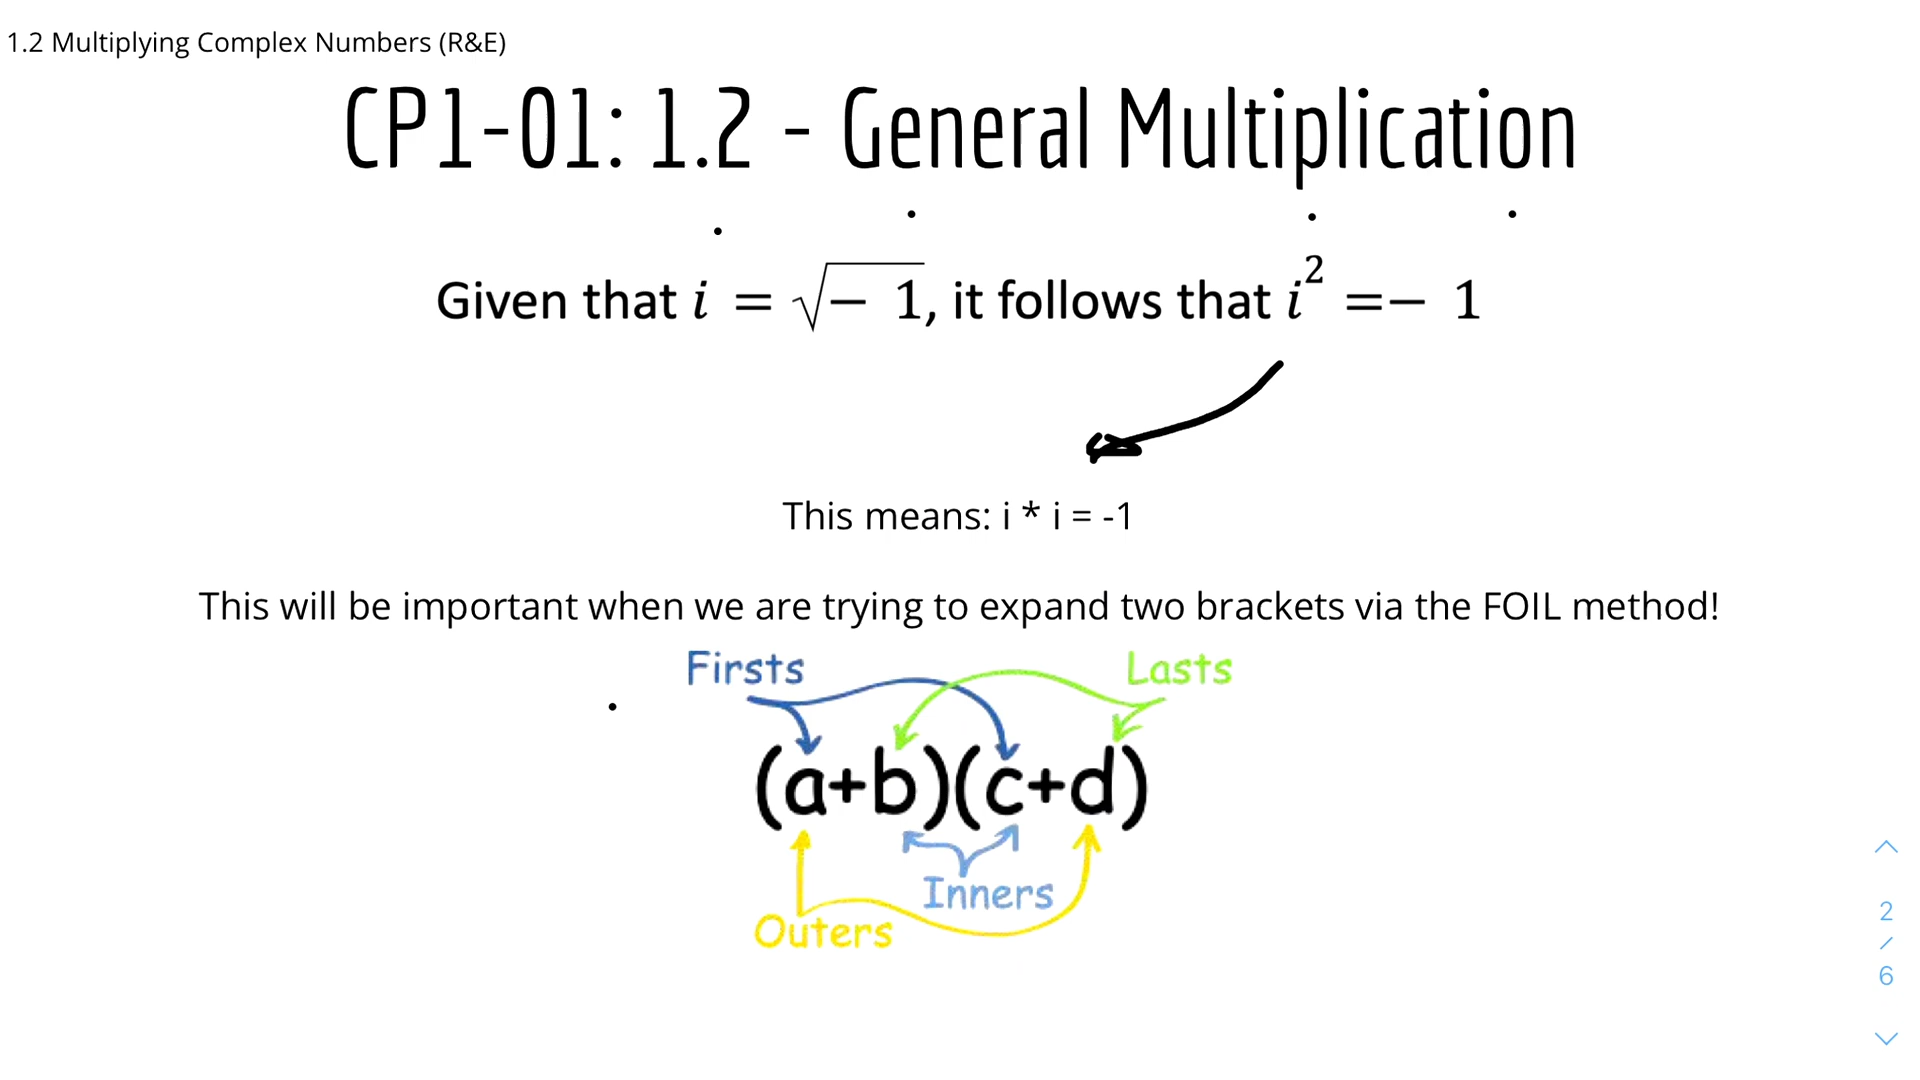 1.2 Multiplying Complex Numbers (R&E)
CP1-01: 1.2 - General Multiplication
Given that i = √− 1, it follows that i² =− 1
This means: i * i = -1
This will be important when we are trying to expand two brackets via the FOIL method!
Firsts Lasts
(a+b)(c+d)
Inners
Outers
2
/
6